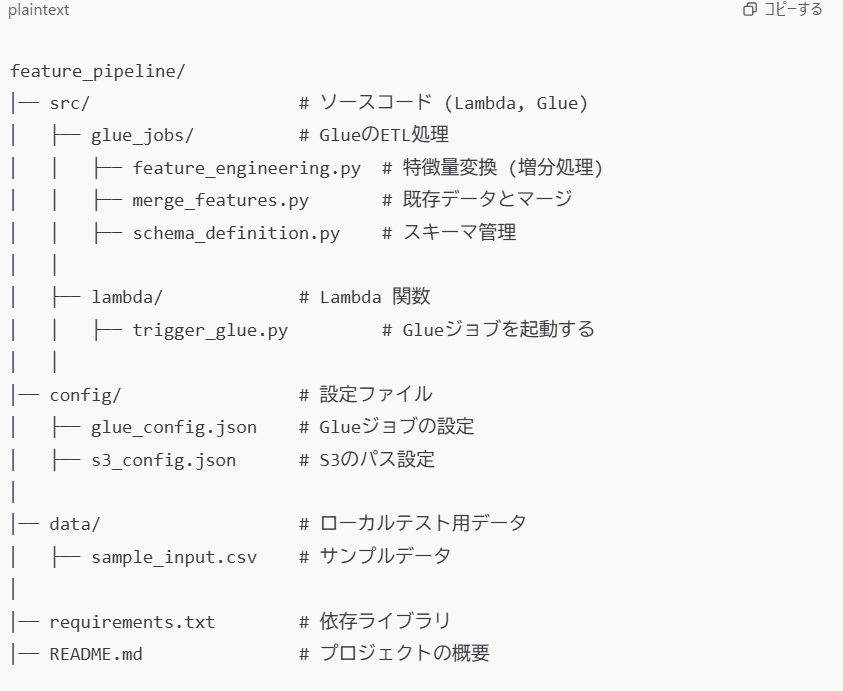 plaintext
コピーする
feature_pipeline/
│── src/                    # ソースコード (Lambda, Glue)
│   ├── glue_jobs/          # GlueのETL処理
│   │   ├── feature_engineering.py  # 特徴量変換 (増分処理)
│   │   ├── merge_features.py       # 既存データとマージ
│   │   ├── schema_definition.py    # スキーマ管理
│   │
│   ├── lambda/             # Lambda 関数
│   │   ├── trigger_glue.py         # Glueジョブを起動する
│   │
│── config/                 # 設定ファイル
│   ├── glue_config.json    # Glueジョブの設定
│   ├── s3_config.json      # S3のパス設定
│
│── data/                   # ローカルテスト用データ
│   ├── sample_input.csv    # サンプルデータ
│
│── requirements.txt        # 依存ライブラリ
│── README.md               # プロジェクトの概要